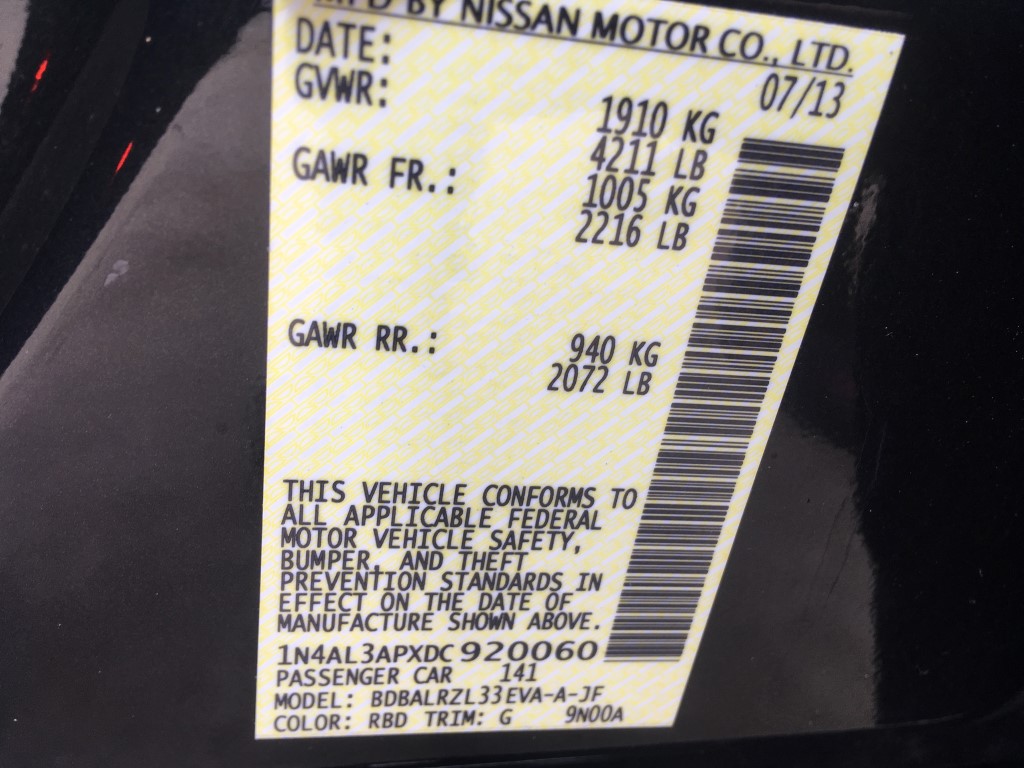 MFD BY NISSAN MOTOR CO., LTD.
DATE: 07/13
GVWR: 1910 KG
4211 LB
GAWR FR.: 1005 KG
2216 LB
GAWR RR.: 940 KG
2072 LB
THIS VEHICLE CONFORMS TO
ALL APPLICABLE FEDERAL
MOTOR VEHICLE SAFETY,
BUMPER, AND THEFT
PREVENTION STANDARDS IN
EFFECT ON THE DATE OF
MANUFACTURE SHOWN ABOVE.
1N4AL3APXDC920060
PASSENGER CAR 141
MODEL: BDBALRZL33EVA-A-JF
COLOR: RBD TRIM: G 9N00A